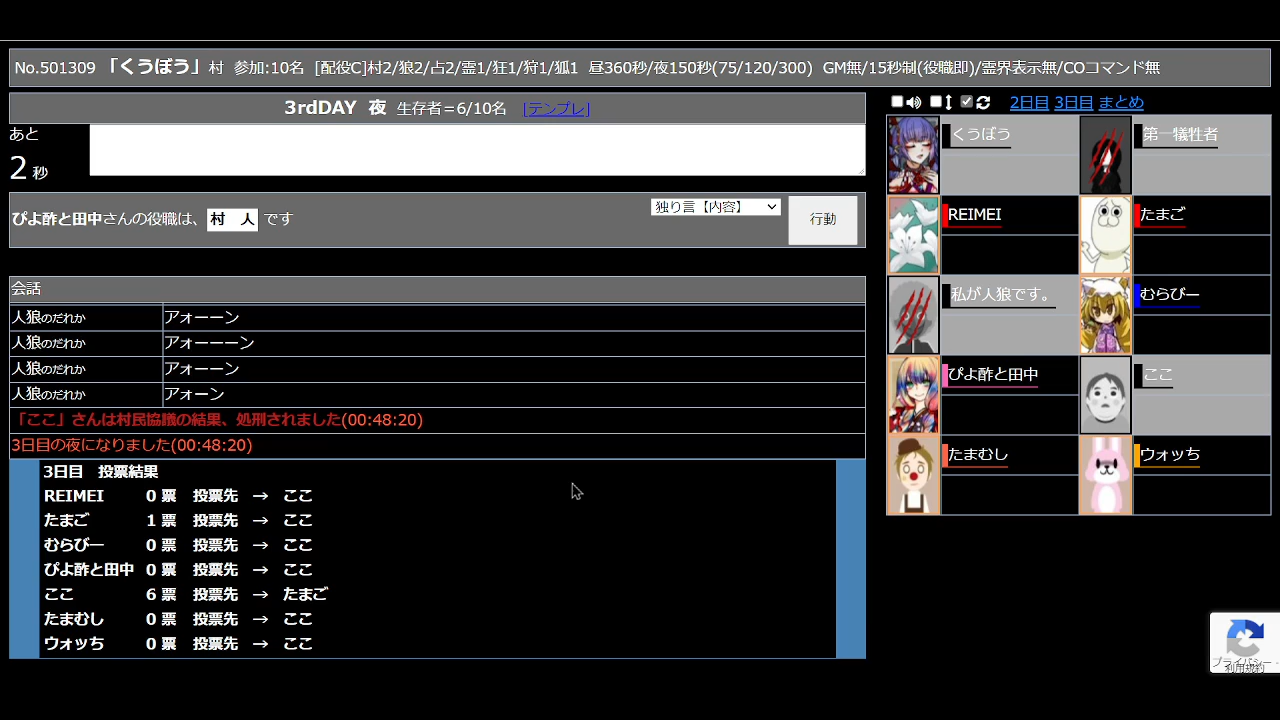 No.501309 「くうぼう」村 参加:10名 [配役C]村2/狼2/占2/霊1/狂1/狩1/狐1 昼360秒/夜150秒(75/120/300) GM無/15秒制(役職即)/霊界表示無/COコマンド無
3rdDAY 夜 生存者=6/10名 [テンプレ]
あと
2 秒
ぴよ酢と田中さんの役職は、 村 人 です
独り言【内容】
行動
会話
人狼のだれか アォーーン
人狼のだれか アォーーーン
人狼のだれか アォーーン
人狼のだれか アォーン
「ここ」さんは村民協議の結果、処刑されました(00:48:20)
3日目の夜になりました(00:48:20)
3日目 投票結果
REIMEI 0 票 投票先 → ここ
たまご 1 票 投票先 → ここ
むらびー 0 票 投票先 → ここ
ぴよ酢と田中 0 票 投票先 → ここ
ここ 6 票 投票先 → たまご
たまむし 0 票 投票先 → ここ
ウォッち 0 票 投票先 → ここ
2日目 3日目 まとめ
くうぼう 第一犠牲者
REIMEI たまご
私が人狼です。 むらびー
ぴよ酢と田中 ここ
たまむし ウォッち
プライバシー -